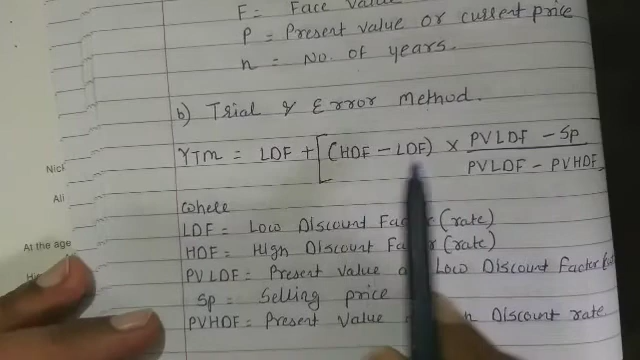 F = Face Value
P = Present value or current price
n = No. of years.
b) Trial & Error method.
YTM = LDF + [(HDF - LDF) × PVLDF - SP / PVLDF - PVHDF
where
LDF = Low Discount Factor (rate)
HDF = High Discount Factor (rate)
PVLDF = Present Value Low Discount Factor
SP = Selling price
PVHDF = Present Value Discount rate
Nick
Ali
At the age